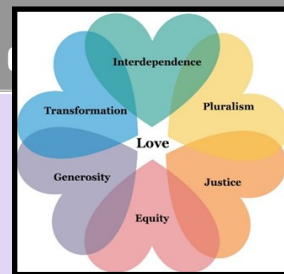 Interdependence
Transformation
Pluralism
Love
Generosity
Justice
Equity